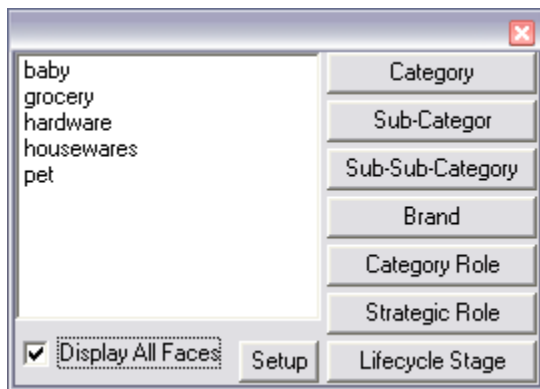 baby
grocery
hardware
housewares
pet
Category
Sub-Categor
Sub-Sub-Category
Brand
Category Role
Strategic Role
Lifecycle Stage
Display All Faces
Setup